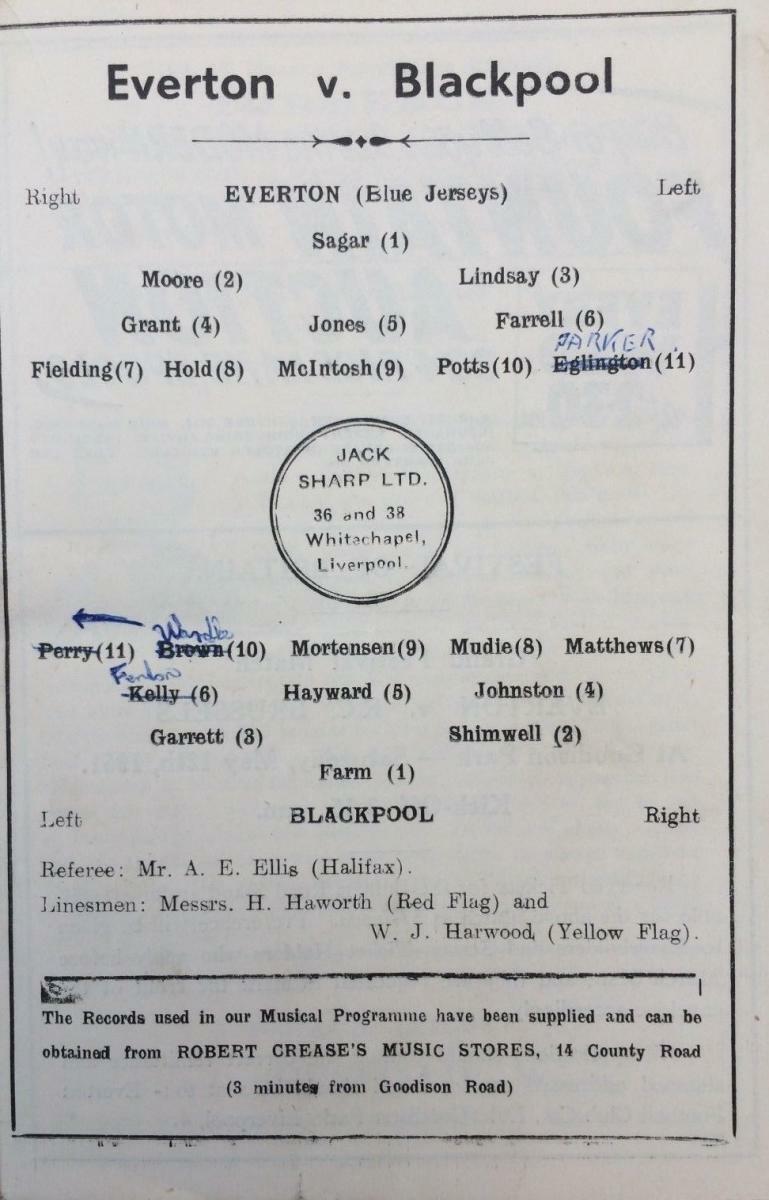 Everton v. Blackpool
Right EVERTON (Blue Jerseys) Left
Sagar (1)
Moore (2) Lindsay (3)
Grant (4) Jones (5) Farrell (6)
PARKER.
Fielding (7) Hold (8) McIntosh (9) Potts (10) Eglington (11)
JACK
SHARP LTD.
36 and 38
Whitechapel,
Liverpool.
Wardle
Perry (11) Brown (10) Mortensen (9) Mudie (8) Matthews (7)
Fenton
Kelly (6) Hayward (5) Johnston (4)
Garrett (3) Shimwell (2)
Farm (1)
Left BLACKPOOL Right
Referee: Mr. A. E. Ellis (Halifax).
Linesmen: Messrs. H. Haworth (Red Flag) and
W. J. Harwood (Yellow Flag).
The Records used in our Musical Programme have been supplied and can be
obtained from ROBERT CREASE'S MUSIC STORES, 14 County Road
(3 minutes from Goodison Road)